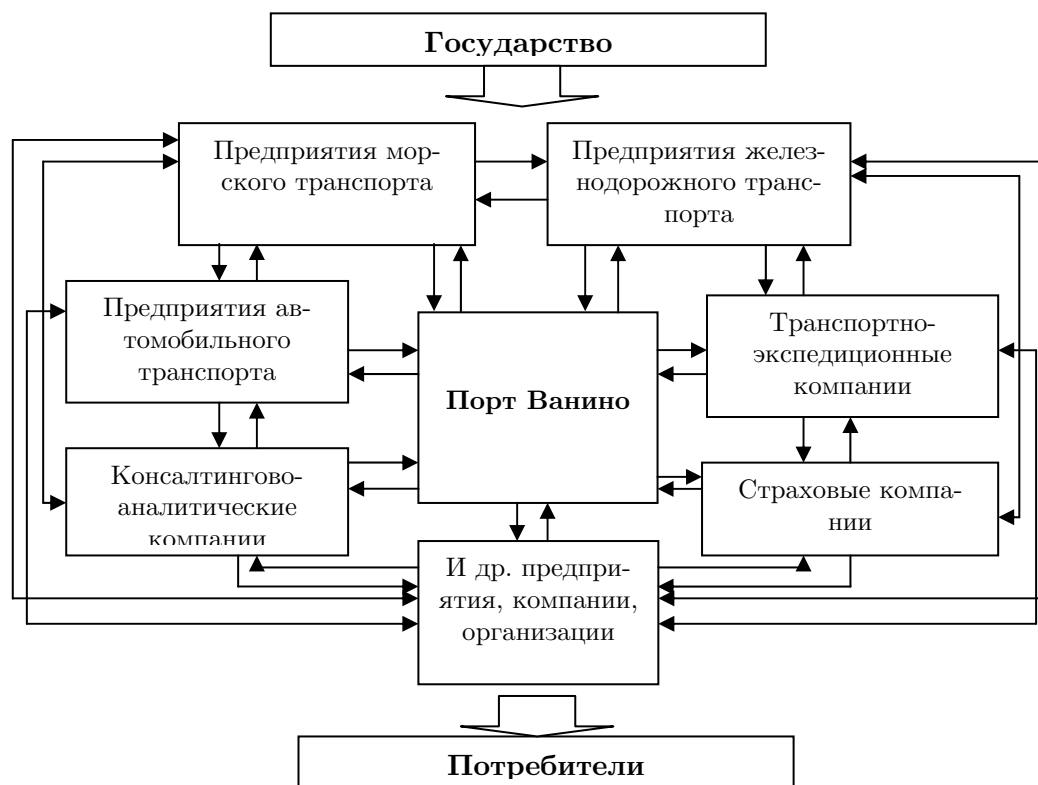 Государство
Предприятия мор-
ского транспорта
Предприятия желез-
нодорожного транс-
порта
Предприятия ав-
томобильного
транспорта
Порт Ванино
Транспортно-
экспедиционные
компании
Консалтингово-
аналитические
компании
Страховые компа-
нии
И др. предпри-
ятия, компании,
организации
Потребители